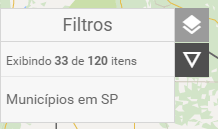 Filtros
Exibindo 33 de 120 itens
Municípios em SP